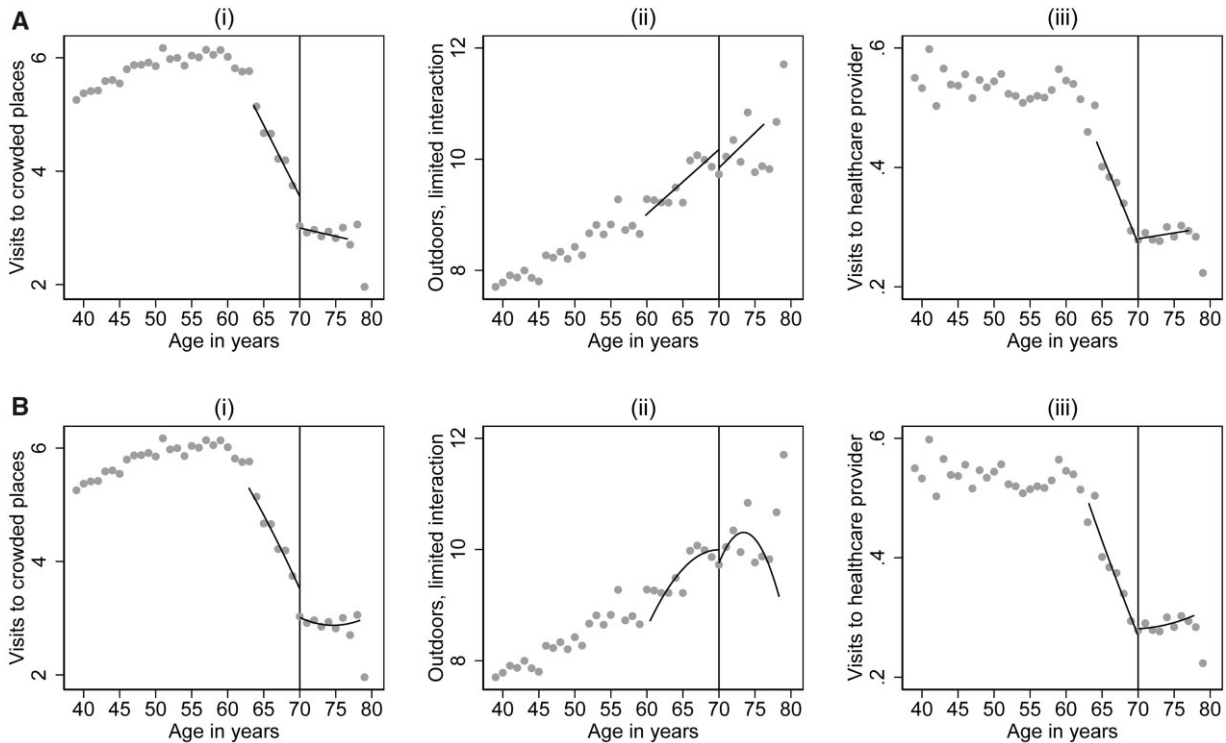 A
(i)
Visits to crowded places
6
4
2
40 45 50 55 60 65 70 75 80
Age in years
(ii)
Outdoors, limited interaction
12
10
8
40 45 50 55 60 65 70 75 80
Age in years
(iii)
Visits to healthcare provider
.6
.4
.2
40 45 50 55 60 65 70 75 80
Age in years
B
(i)
Visits to crowded places
6
4
2
40 45 50 55 60 65 70 75 80
Age in years
(ii)
Outdoors, limited interaction
12
10
8
40 45 50 55 60 65 70 75 80
Age in years
(iii)
Visits to healthcare provider
.6
.4
.2
40 45 50 55 60 65 70 75 80
Age in years